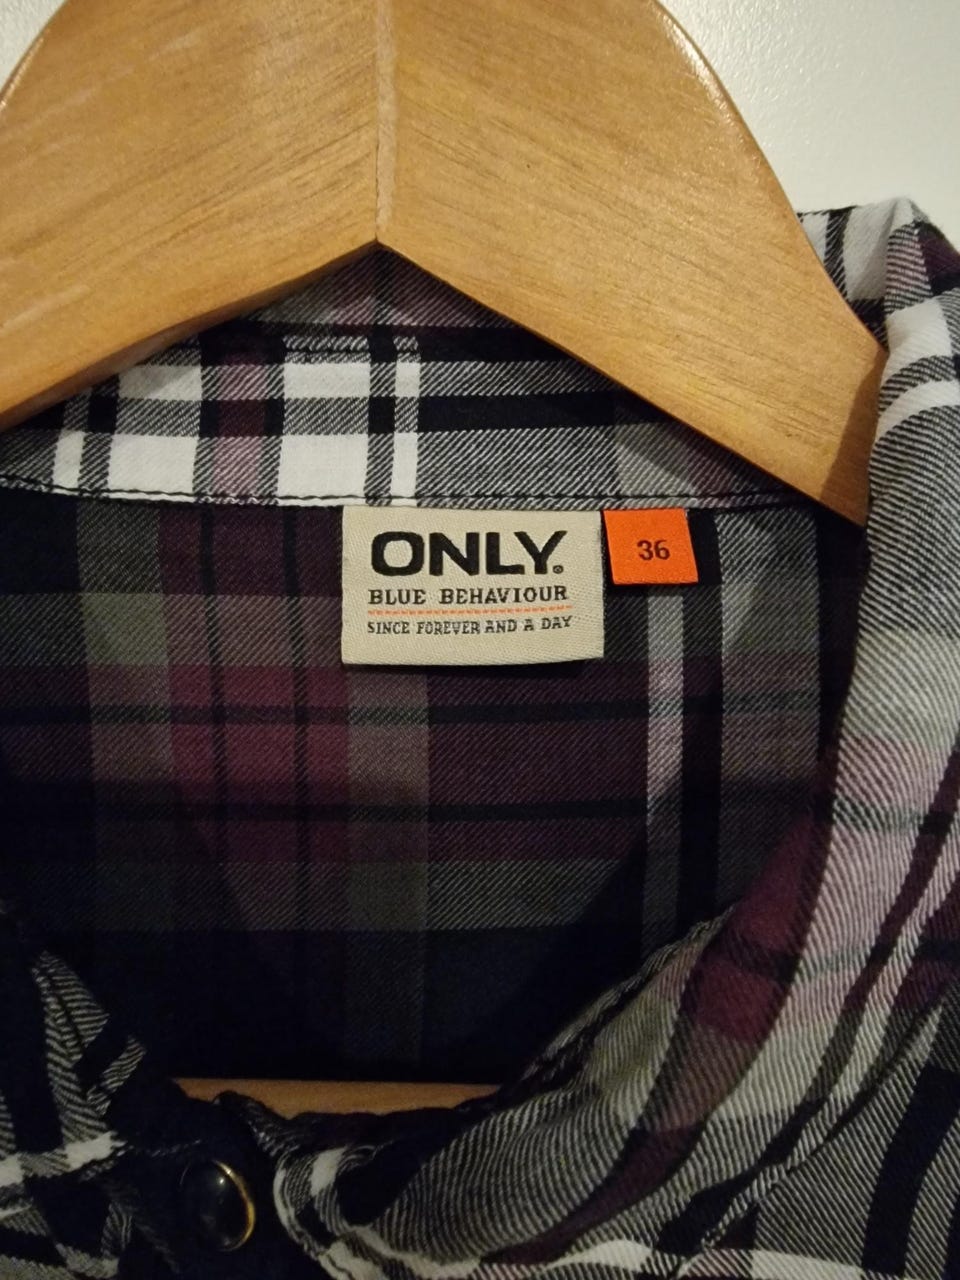 ONLY.
BLUE BEHAVIOUR
SINCE FOREVER AND A DAY
36